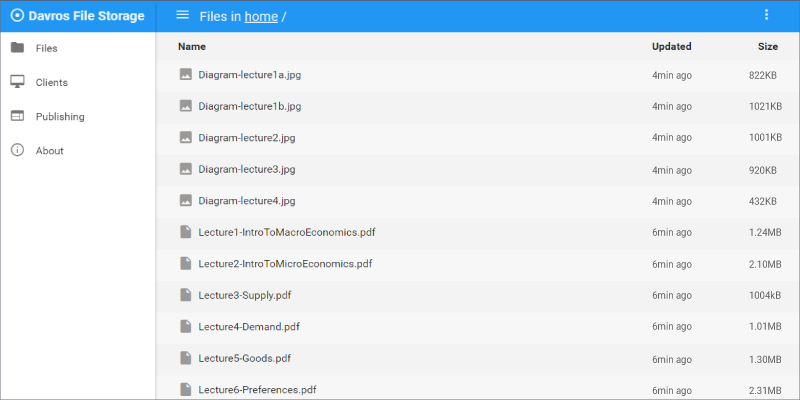 Davros File Storage
Files in home /
Files
Clients
Publishing
About
Name Updated Size
Diagram-lecture1a.jpg 4min ago 822KB
Diagram-lecture1b.jpg 4min ago 1021KB
Diagram-lecture2.jpg 4min ago 1001KB
Diagram-lecture3.jpg 4min ago 920KB
Diagram-lecture4.jpg 4min ago 432KB
Lecture1-IntroToMacroEconomics.pdf 6min ago 1.24MB
Lecture2-IntroToMicroEconomics.pdf 6min ago 2.10MB
Lecture3-Supply.pdf 6min ago 1004kB
Lecture4-Demand.pdf 6min ago 1.01MB
Lecture5-Goods.pdf 6min ago 1.30MB
Lecture6-Preferences.pdf 6min ago 2.31MB